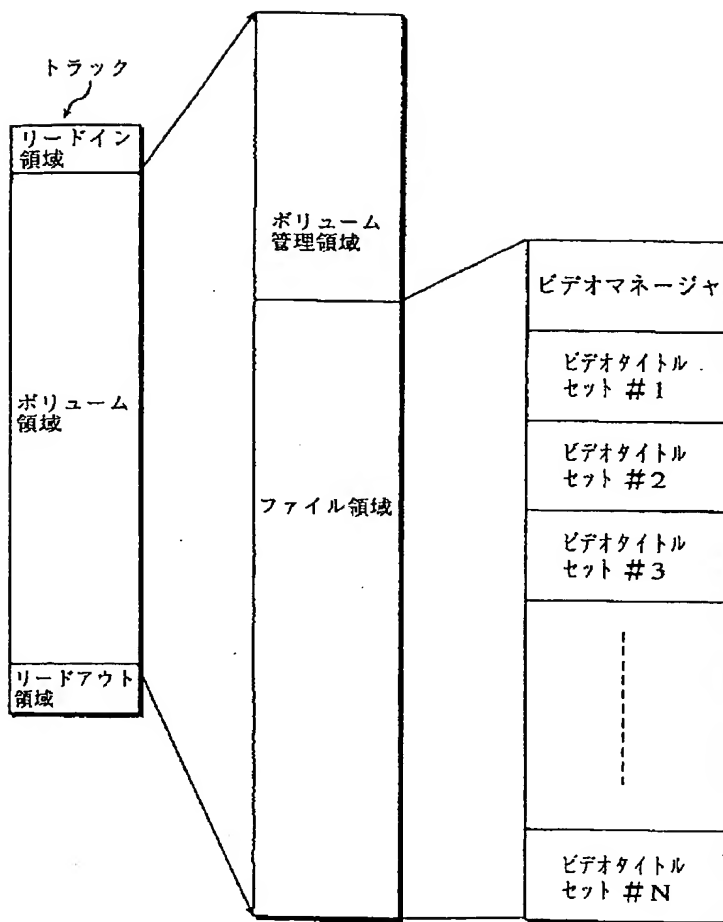 トラック
リードイン
領域
ボリューム
領域
リードアウト
領域
ボリューム
管理領域
ファイル領域
ビデオマネージャ
ビデオタイトル
セット #1
ビデオタイトル
セット #2
ビデオタイトル
セット #3
ビデオタイトル
セット #N